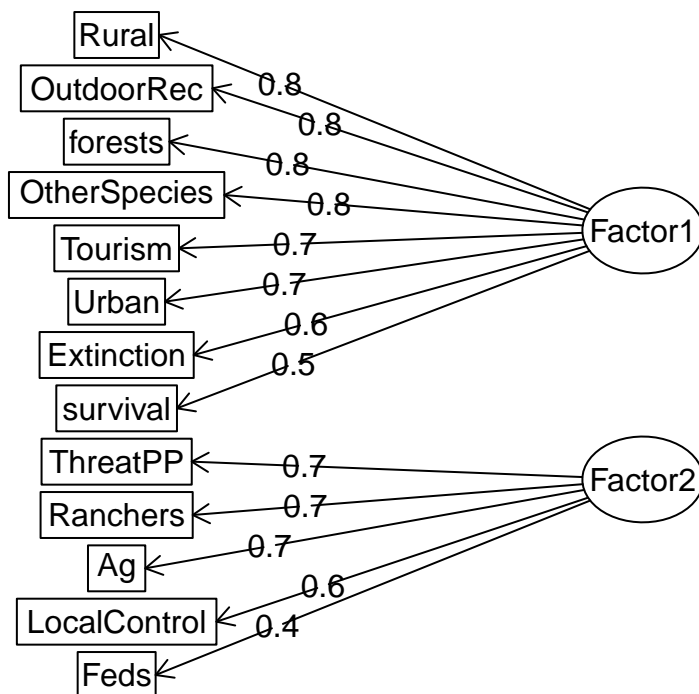 Rural
0.8
OutdoorRec
0.8
forests
0.8
OtherSpecies
0.8
Factor1
Tourism
0.7
Urban
0.7
Extinction
0.6
survival
0.5
ThreatPP
0.7
Factor2
Ranchers
0.7
Ag
0.7
LocalControl
0.6
Feds
0.4